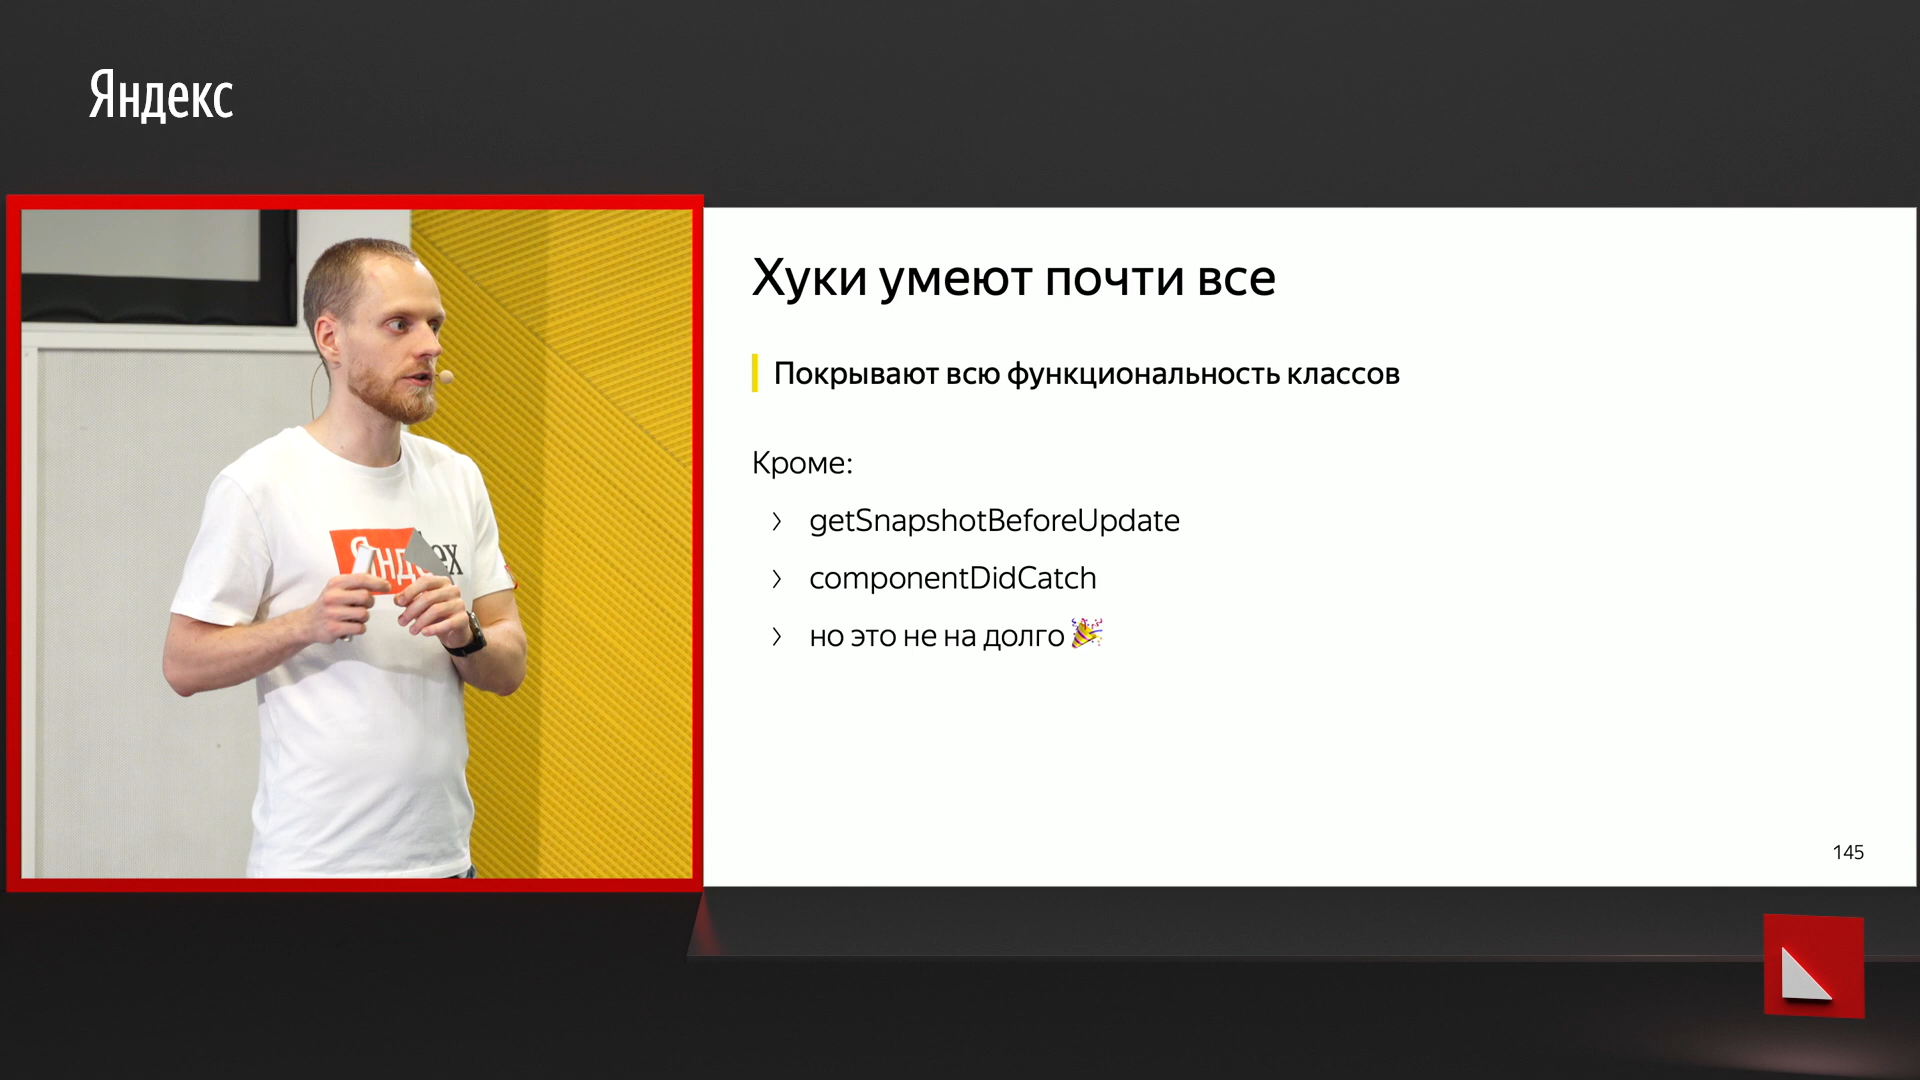 Яндекс
Хуки умеют почти все
Покрывают всю функциональность классов
Кроме:
getSnapshotBeforeUpdate
componentDidCatch
но это не на долго 🎉
145